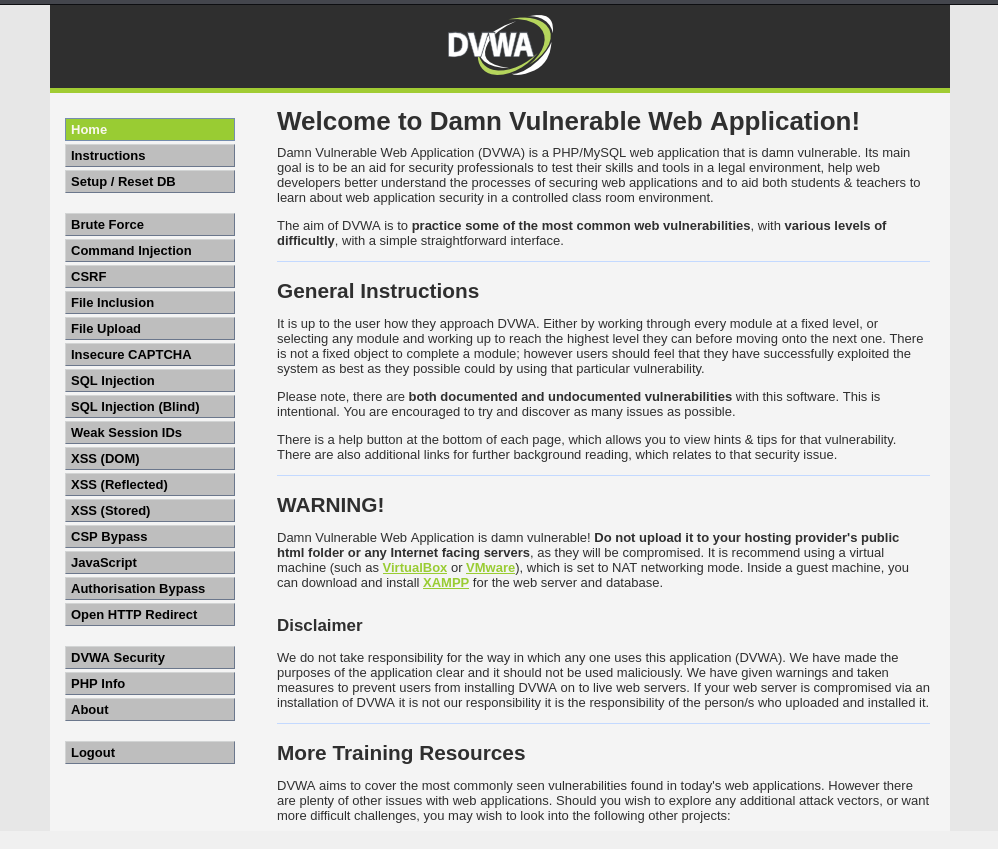 DVWA
Home
Instructions
Setup / Reset DB
Brute Force
Command Injection
CSRF
File Inclusion
File Upload
Insecure CAPTCHA
SQL Injection
SQL Injection (Blind)
Weak Session IDs
XSS (DOM)
XSS (Reflected)
XSS (Stored)
CSP Bypass
JavaScript
Authorisation Bypass
Open HTTP Redirect
DVWA Security
PHP Info
About
Logout
Welcome to Damn Vulnerable Web Application!
Damn Vulnerable Web Application (DVWA) is a PHP/MySQL web application that is damn vulnerable. Its main
goal is to be an aid for security professionals to test their skills and tools in a legal environment, help web
developers better understand the processes of securing web applications and to aid both students & teachers to
learn about web application security in a controlled class room environment.
The aim of DVWA is to practice some of the most common web vulnerabilities, with various levels of
difficultly, with a simple straightforward interface.
General Instructions
It is up to the user how they approach DVWA. Either by working through every module at a fixed level, or
selecting any module and working up to reach the highest level they can before moving onto the next one. There
is not a fixed object to complete a module; however users should feel that they have successfully exploited the
system as best as they possible could by using that particular vulnerability.
Please note, there are both documented and undocumented vulnerabilities with this software. This is
intentional. You are encouraged to try and discover as many issues as possible.
There is a help button at the bottom of each page, which allows you to view hints & tips for that vulnerability.
There are also additional links for further background reading, which relates to that security issue.
WARNING!
Damn Vulnerable Web Application is damn vulnerable! Do not upload it to your hosting provider's public
html folder or any Internet facing servers, as they will be compromised. It is recommend using a virtual
machine (such as VirtualBox or VMware), which is set to NAT networking mode. Inside a guest machine, you
can download and install XAMPP for the web server and database.
Disclaimer
We do not take responsibility for the way in which any one uses this application (DVWA). We have made the
purposes of the application clear and it should not be used maliciously. We have given warnings and taken
measures to prevent users from installing DVWA on to live web servers. If your web server is compromised via an
installation of DVWA it is not our responsibility it is the responsibility of the person/s who uploaded and installed it.
More Training Resources
DVWA aims to cover the most commonly seen vulnerabilities found in today's web applications. However there
are plenty of other issues with web applications. Should you wish to explore any additional attack vectors, or want
more difficult challenges, you may wish to look into the following other projects: